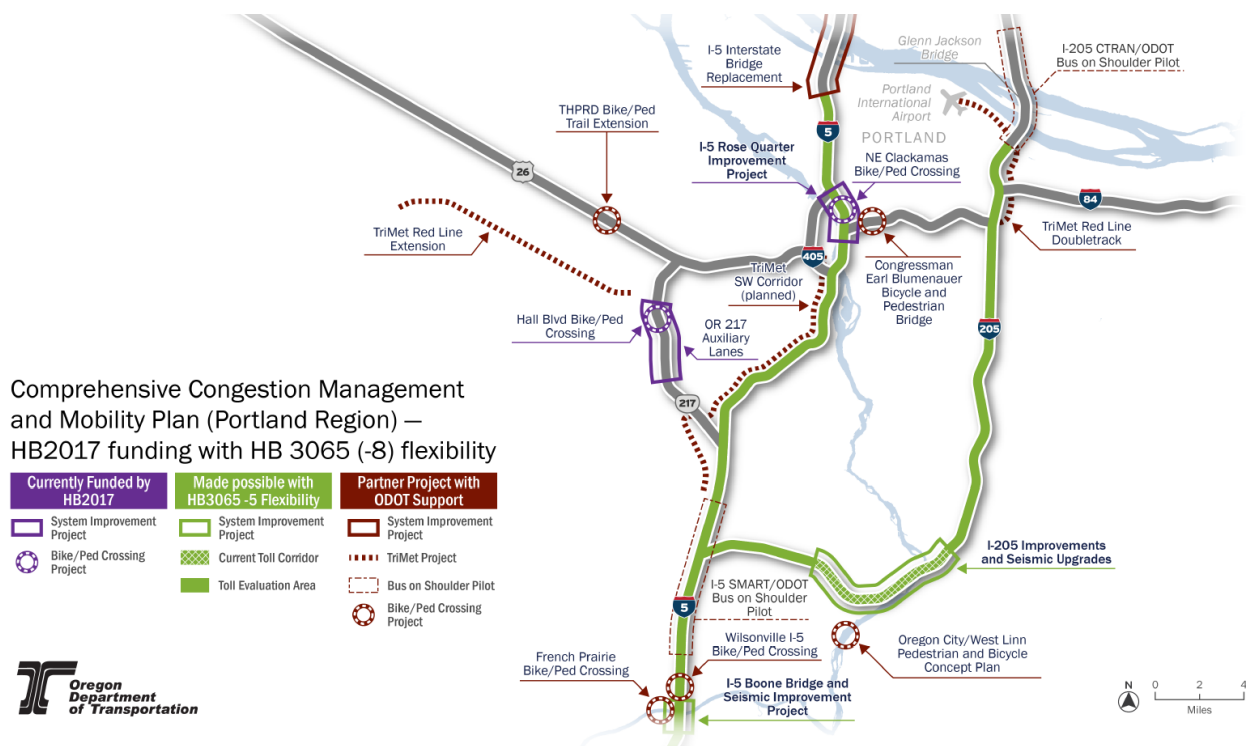 Glenn Jackson
Bridge
I-205 CTRAN/ODOT
Bus on Shoulder Pilot
I-5 Interstate
Bridge
Replacement
Portland
International
Airport
THPRD Bike/Ped
Trail Extension
5
PORTLAND
I-5 Rose Quarter
Improvement
Project
NE Clackamas
Bike/Ped Crossing
26
84
TriMet Red Line
Extension
TriMet Red Line
Doubletrack
405
TriMet
SW Corridor
(planned)
Congressman
Earl Blumenauer
Bicycle and
Pedestrian
Bridge
Hall Blvd Bike/Ped
Crossing
OR 217
Auxiliary
Lanes
205
217
Comprehensive Congestion Management
and Mobility Plan (Portland Region) —
HB2017 funding with HB 3065 (-8) flexibility
Currently Funded by
HB2017
System Improvement
Project
Bike/Ped Crossing
Project
Made possible with
HB3065 -5 Flexibility
System Improvement
Project
Current Toll Corridor
Toll Evaluation Area
Partner Project with
ODOT Support
System Improvement
Project
TriMet Project
Bus on Shoulder Pilot
Bike/Ped Crossing
Project
I-205 Improvements
and Seismic Upgrades
I-5 SMART/ODOT
Bus on Shoulder
Pilot
5
Wilsonville I-5
Bike/Ped Crossing
Oregon City/West Linn
Pedestrian and Bicycle
Concept Plan
French Prairie
Bike/Ped Crossing
I-5 Boone Bridge and
Seismic Improvement
Project
Oregon
Department
of Transportation
N
0 2 4
Miles